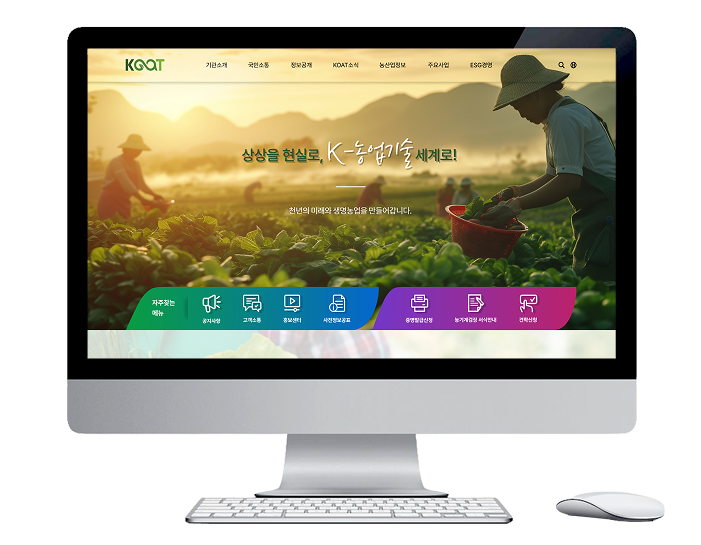 KOAT
기관소개 국민소통 정보공개 KOAT소식 농산업정보 주요사업 ESG경영
상상을 현실로, K-농업기술 세계로!
천년의 미래와 생명농업을 만들어갑니다.
자주찾는
메뉴
공지사항 고객소통 홍보센터 사전정보공표 증명발급신청 농기계검정 서식안내 견학신청